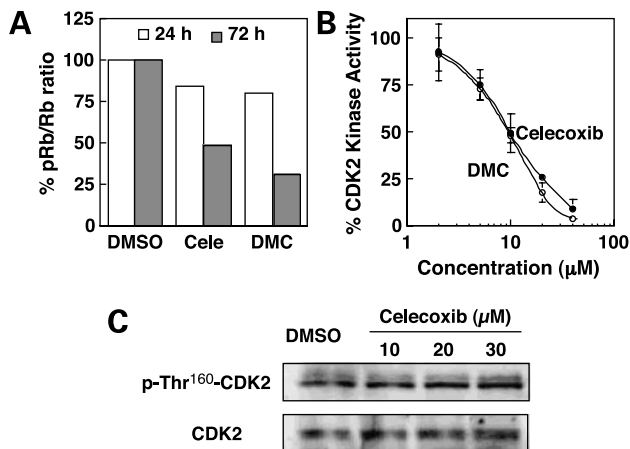 A
24 h
72 h
% pRb/Rb ratio
125
100
75
50
25
0
DMSO Cele DMC
B
% CDK2 Kinase Activity
100
75
50
25
0
Celecoxib
DMC
1 10 100
Concentration (μM)
C
DMSO
Celecoxib (μM)
10 20 30
p-Thr¹⁶⁰-CDK2
CDK2